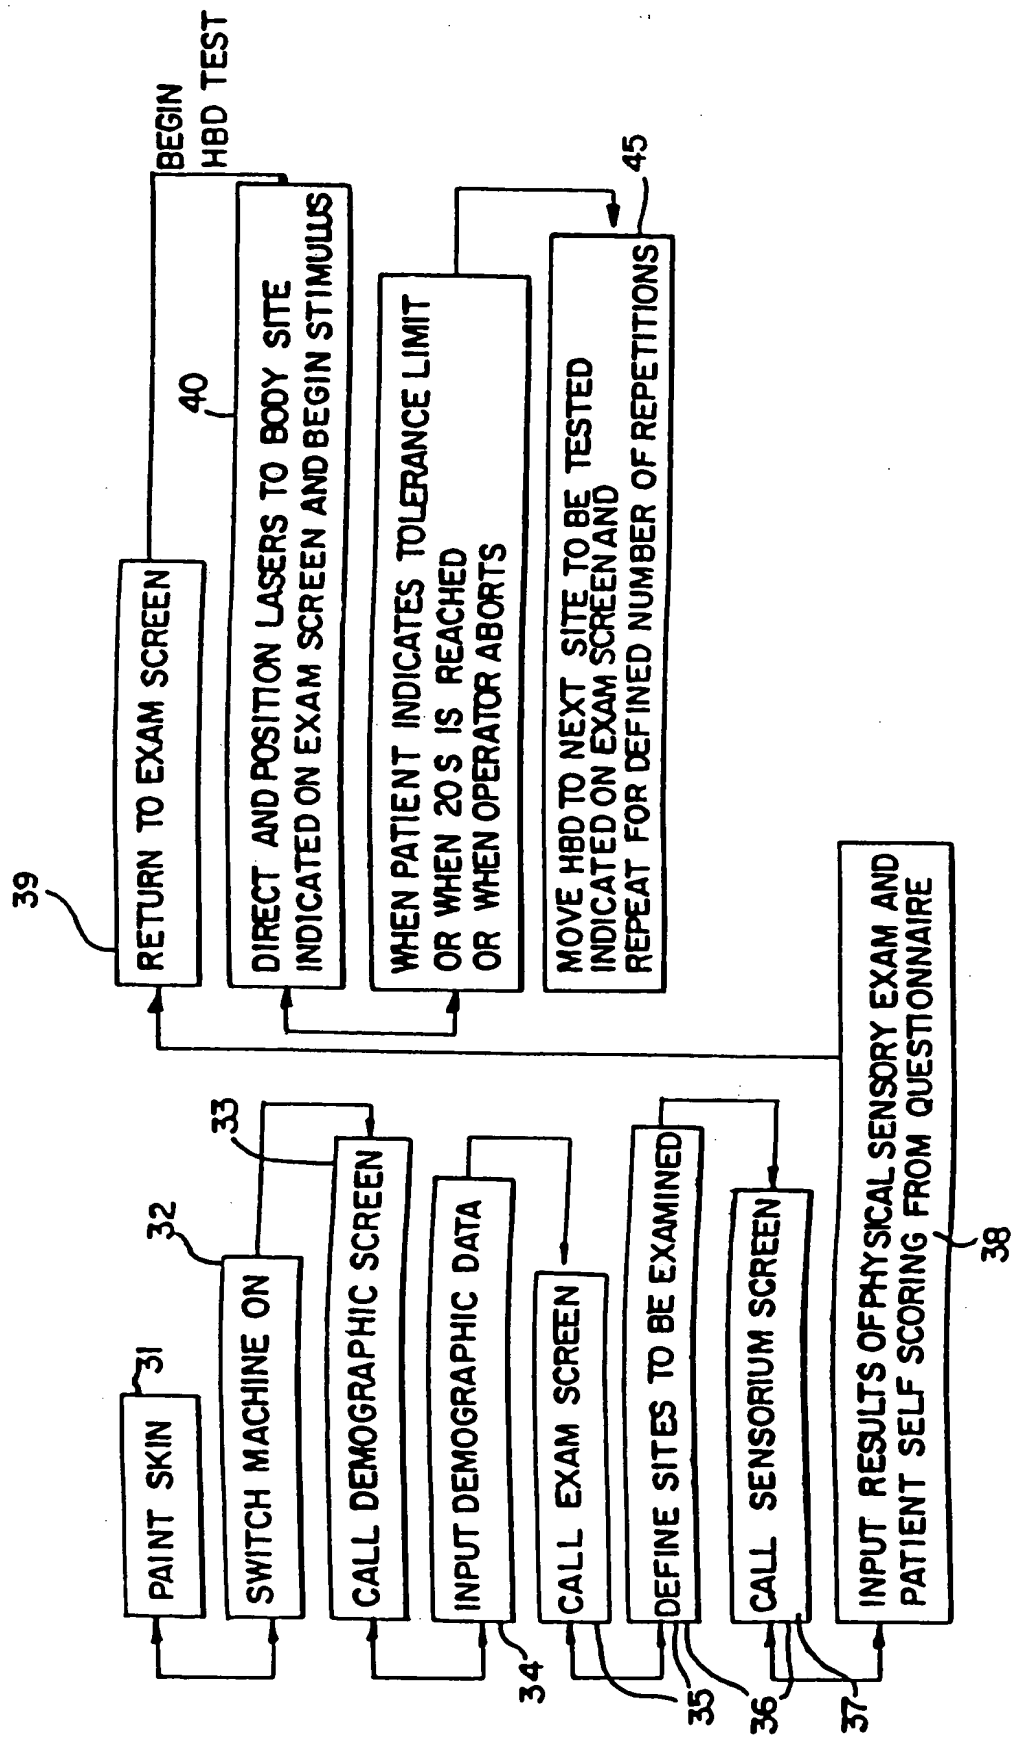 PAINT SKIN
31
SWITCH MACHINE ON
32
CALL DEMOGRAPHIC SCREEN
33
INPUT DEMOGRAPHIC DATA
34
CALL EXAM SCREEN
35
DEFINE SITES TO BE EXAMINED
36
CALL SENSORIUM SCREEN
37
INPUT RESULTS OF PHYSICAL SENSORY EXAM AND
PATIENT SELF SCORING FROM QUESTIONNAIRE
38
39
RETURN TO EXAM SCREEN
BEGIN
HBD TEST
40
DIRECT AND POSITION LASERS TO BODY SITE
INDICATED ON EXAM SCREEN AND BEGIN STIMULUS
WHEN PATIENT INDICATES TOLERANCE LIMIT
OR WHEN 20 S IS REACHED
OR WHEN OPERATOR ABORTS
MOVE HBD TO NEXT SITE TO BE TESTED
INDICATED ON EXAM SCREEN AND
REPEAT FOR DEFINED NUMBER OF REPETITIONS
45